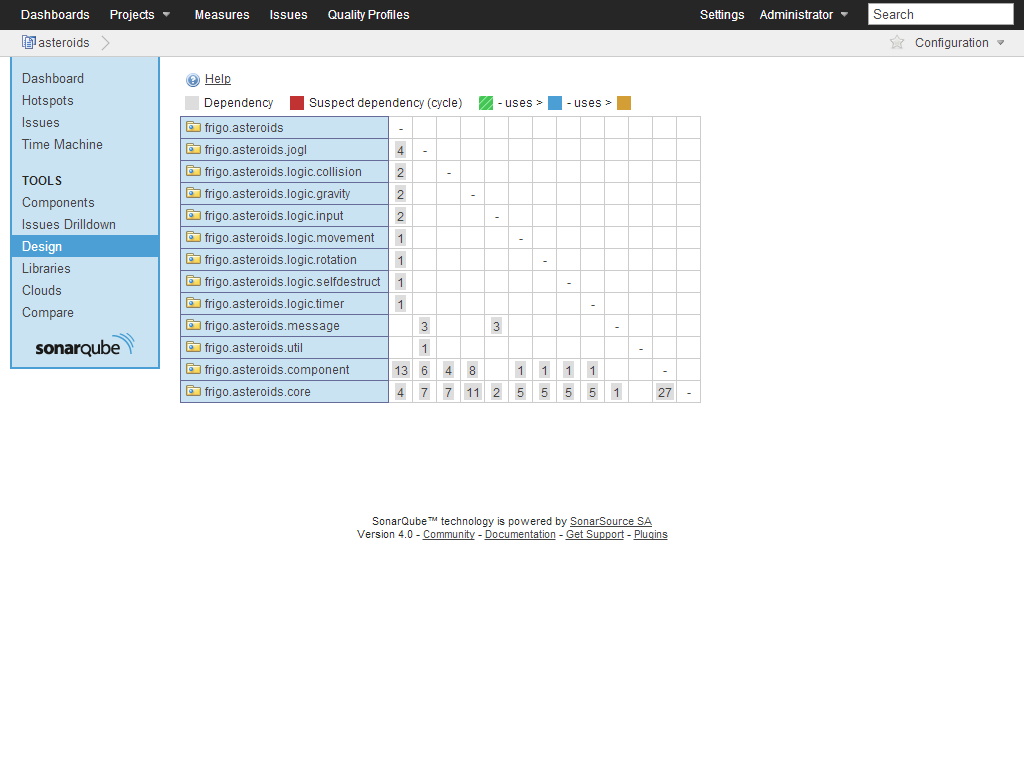 Dashboards Projects Measures Issues Quality Profiles Settings Administrator Search
asteroids Configuration
Dashboard
Hotspots
Issues
Time Machine
TOOLS
Components
Issues Drilldown
Design
Libraries
Clouds
Compare
sonarqube
Help
Dependency Suspect dependency (cycle) - uses > - uses >
frigo.asteroids -
frigo.asteroids.jogl 4 -
frigo.asteroids.logic.collision 2 -
frigo.asteroids.logic.gravity 2 -
frigo.asteroids.logic.input 2 -
frigo.asteroids.logic.movement 1 -
frigo.asteroids.logic.rotation 1 -
frigo.asteroids.logic.selfdestruct 1 -
frigo.asteroids.logic.timer 1 -
frigo.asteroids.message 3 3 -
frigo.asteroids.util 1 -
frigo.asteroids.component 13 6 4 8 1 1 1 1 -
frigo.asteroids.core 4 7 7 11 2 5 5 5 5 1 27 -
SonarQube™ technology is powered by SonarSource SA
Version 4.0 - Community - Documentation - Get Support - Plugins